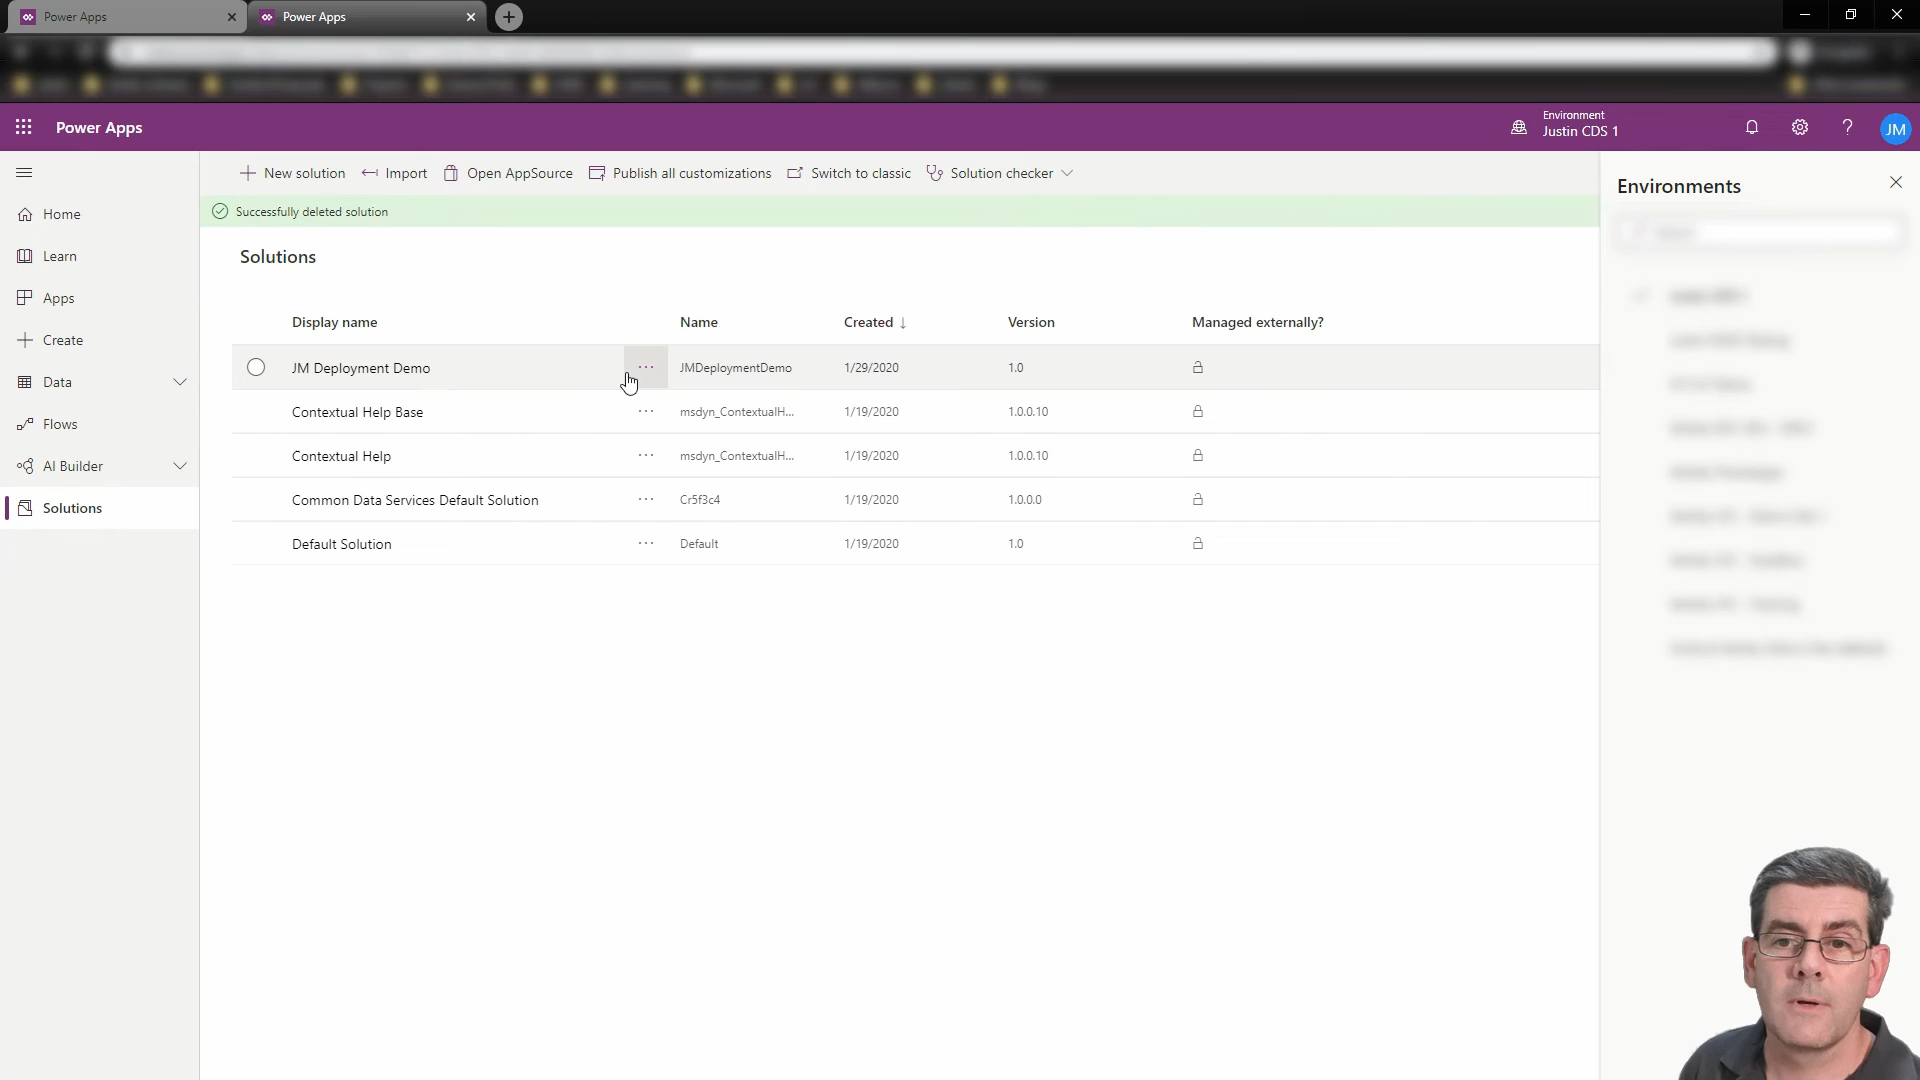 Power Apps
Power Apps
Power Apps
Environment
Justin CDS 1
JM
New solution
Import
Open AppSource
Publish all customizations
Switch to classic
Solution checker
Successfully deleted solution
Home
Learn
Apps
Create
Data
Flows
AI Builder
Solutions
Solutions
Display name Name Created ↓ Version Managed externally?
JM Deployment Demo ... JMDeploymentDemo 1/29/2020 1.0
Contextual Help Base ... msdyn_ContextualH... 1/19/2020 1.0.0.10
Contextual Help ... msdyn_ContextualH... 1/19/2020 1.0.0.10
Common Data Services Default Solution ... Cr5f3c4 1/19/2020 1.0.0.0
Default Solution ... Default 1/19/2020 1.0
Environments